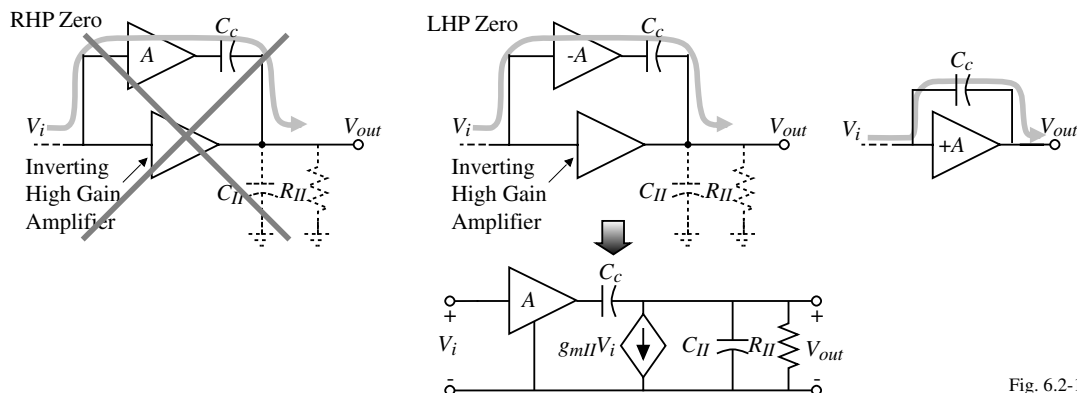 RHP Zero
C_c
A
V_i
V_out
Inverting
High Gain
Amplifier
C_II
R_II
LHP Zero
C_c
-A
V_i
V_out
Inverting
High Gain
Amplifier
C_II
R_II
C_c
V_i
+A
V_out
C_c
A
+
V_i
-
g_mII V_i
C_II
R_II
+
V_out
-